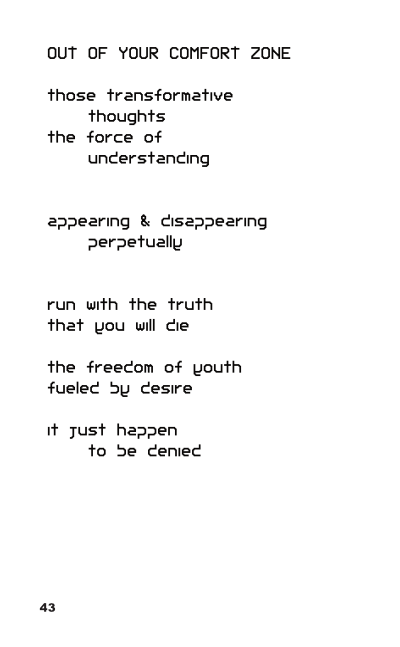 OUT OF YOUR COMFORT ZONE
those transformative
thoughts
the force of
understanding
appearing & disappearing
perpetually
run with the truth
that you will die
the freedom of youth
fueled by desire
it just happen
to be denied
43